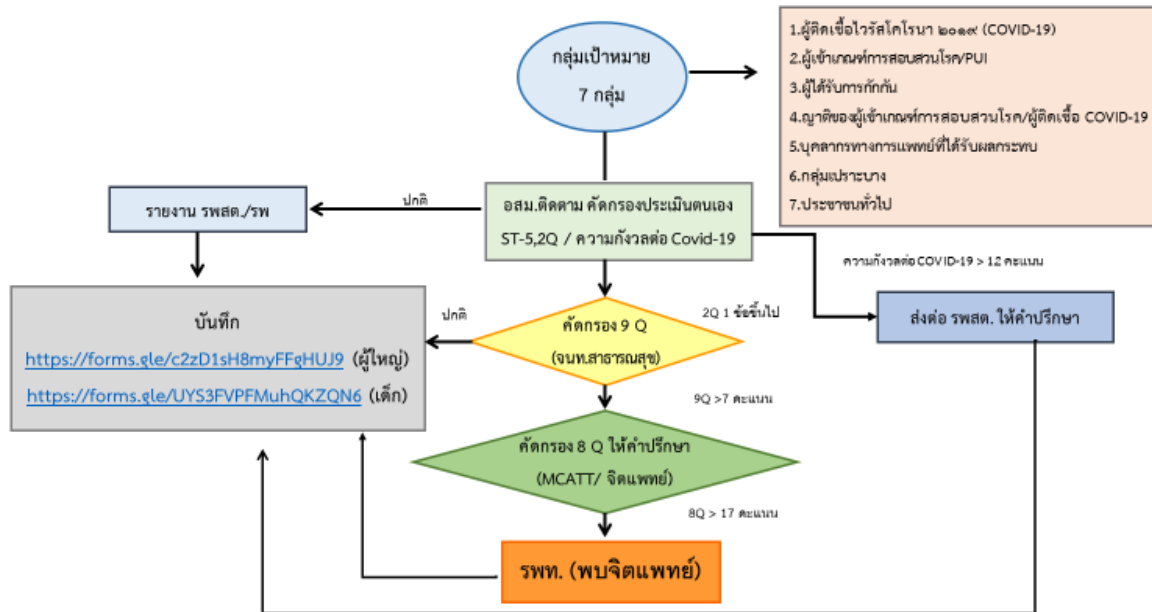 กลุ่มเป้าหมาย
7 กลุ่ม
1.ผู้ติดเชื้อไวรัสโคโรนา ๒๐๑๙ (COVID-19)
2.ผู้เข้าเกณฑ์การสอบสวนโรค/PUI
3.ผู้ได้รับการกักกัน
4.ญาติของผู้เข้าเกณฑ์การสอบสวนโรค/ผู้ติดเชื้อ COVID-19
5.บุคลากรทางการแพทย์ที่ได้รับผลกระทบ
6.กลุ่มเปราะบาง
7.ประชาชนทั่วไป
รายงาน รพสต./รพ
ปกติ
อสม.ติดตาม คัดกรองประเมินตนเอง
ST-5,2Q / ความกังวลต่อ Covid-19
ความกังวลต่อ COVID-19 > 12 คะแนน
บันทึก
https://forms.gle/c2zD1sH8myFFgHUJ9 (ผู้ใหญ่)
https://forms.gle/UYS3FVPFMuhQKZQN6 (เด็ก)
ปกติ
คัดกรอง 9 Q
(จนท.สาธารณสุข)
2Q 1 ข้อขึ้นไป
ส่งต่อ รพสต. ให้คำปรึกษา
9Q >7 คะแนน
คัดกรอง 8 Q ให้คำปรึกษา
(MCATT/ จิตแพทย์)
8Q > 17 คะแนน
รพท. (พบจิตแพทย์)